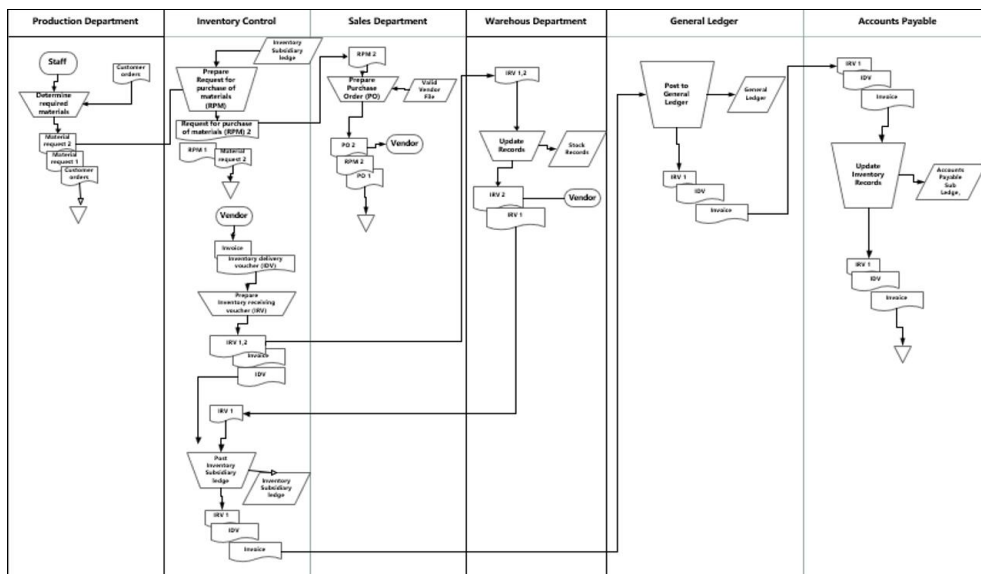 Production Department
Inventory Control
Sales Department
Warehous Department
General Ledger
Accounts Payable
Staff
Customer
orders
Determine
required
materials
Material
request 2
Material
request 1
Customer
orders
Inventory
Subsidiary
ledge
Prepare
Request for
purchase of
materials
(RPM)
Request for purchase
of materials (RPM) 2
RPM 1
Material
request 2
Vendor
Invoice
Inventory delivery
voucher (IDV)
Prepare
Inventory receiving
voucher (IRV)
IRV 1,2
Invoice
IDV
IRV 1
Post
Inventory
Subsidiary
ledge
Inventory
Subsidiary
ledge
IRV 1
IDV
Invoice
RPM 2
Prepare
Purchase
Order (PO)
Valid
Vendor
File
PO 2
Vendor
RPM 2
PO 1
IRV 1,2
Update
Records
Stock
Records
IRV 2
Vendor
IRV 1
Post to
General
Ledger
General
Ledger
IRV 1
IDV
Invoice
IRV 1
IDV
Invoice
Update
Inventory
Records
Accounts
Payable
Sub
Ledge,
IRV 1
IDV
Invoice